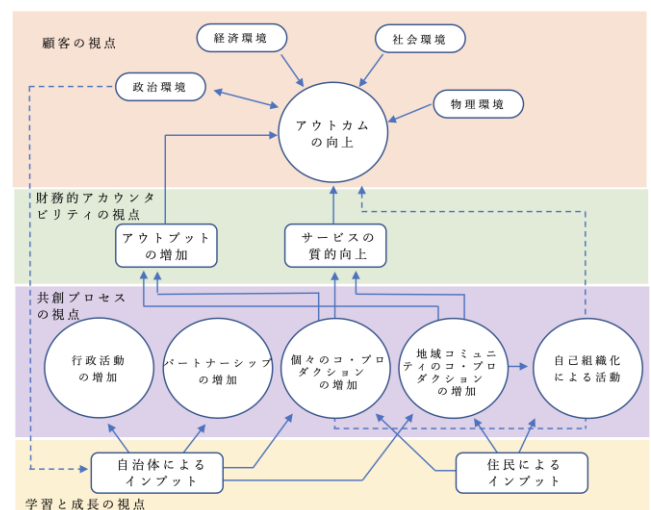 経済環境
社会環境
顧客の視点
政治環境
物理環境
アウトカム
の向上
財務的アカウンタ
ビリティの視点
アウトプット
の増加
サービスの
質的向上
共創プロセス
の視点
行政活動
の増加
パートナーシップ
の増加
個々のコ・プロ
ダクション
の増加
地域コミュニ
ティのコ・プロ
ダクション
の増加
自己組織化
による活動
自治体による
インプット
住民による
インプット
学習と成長の視点